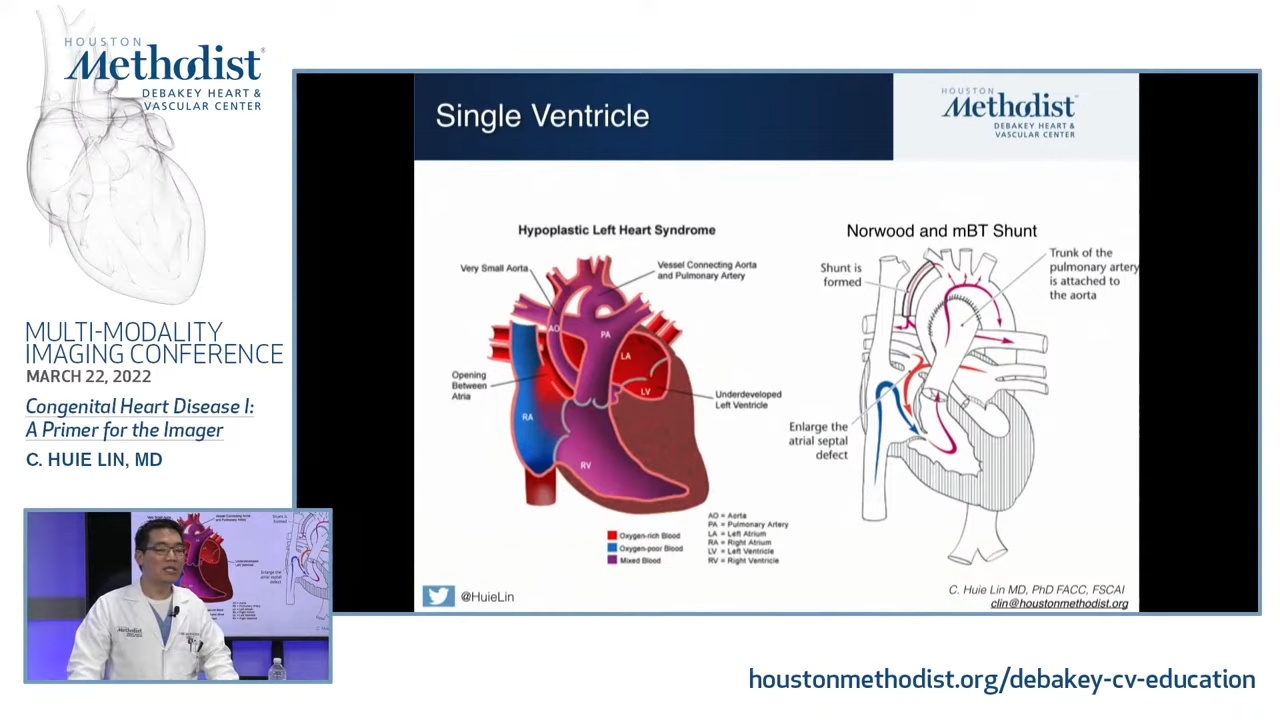 HOUSTON
Methodist
DEBAKEY HEART &
VASCULAR CENTER
MULTI-MODALITY
IMAGING CONFERENCE
MARCH 22, 2022
Congenital Heart Disease I:
A Primer for the Imager
C. HUIE LIN, MD
Single Ventricle
HOUSTON
Methodist
DEBAKEY HEART &
VASCULAR CENTER
Hypoplastic Left Heart Syndrome
Very Small Aorta
Vessel Connecting Aorta
and Pulmonary Artery
AO
PA
LA
Opening
Between
Atria
LV
Underdeveloped
Left Ventricle
RA
RV
AO = Aorta
PA = Pulmonary Artery
LA = Left Atrium
RA = Right Atrium
LV = Left Ventricle
RV = Right Ventricle
Oxygen-rich Blood
Oxygen-poor Blood
Mixed Blood
Norwood and mBT Shunt
Shunt is
formed
Trunk of the
pulmonary artery
is attached to
the aorta
Enlarge the
atrial septal
defect
@HuieLin
C. Huie Lin MD, PhD FACC, FSCAI
clin@houstonmethodist.org
Methodist
houstonmethodist.org/debakey-cv-education